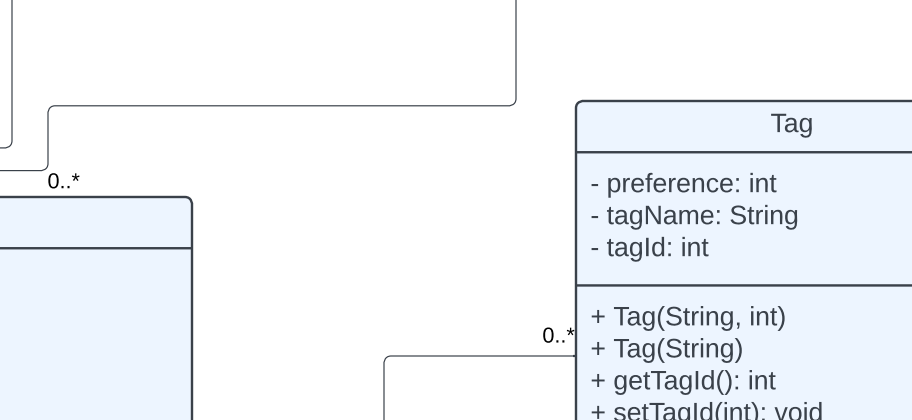 Tag
0..*
- preference: int
- tagName: String
- tagId: int
+ Tag(String, int)
0..*
+ Tag(String)
+ getTagId(): int
+ setTagId(int): void